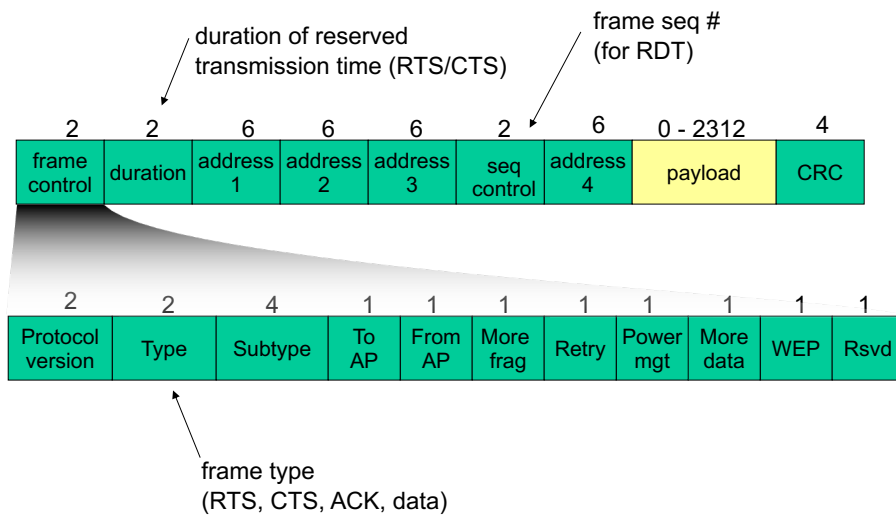 duration of reserved
transmission time (RTS/CTS)
frame seq #
(for RDT)
2 2 6 6 6 2 6 0 - 2312 4
frame
control
duration
address
1
address
2
address
3
seq
control
address
4
payload
CRC
2 2 4 1 1 1 1 1 1 1 1
Protocol
version
Type
Subtype
To
AP
From
AP
More
frag
Retry
Power
mgt
More
data
WEP
Rsvd
frame type
(RTS, CTS, ACK, data)